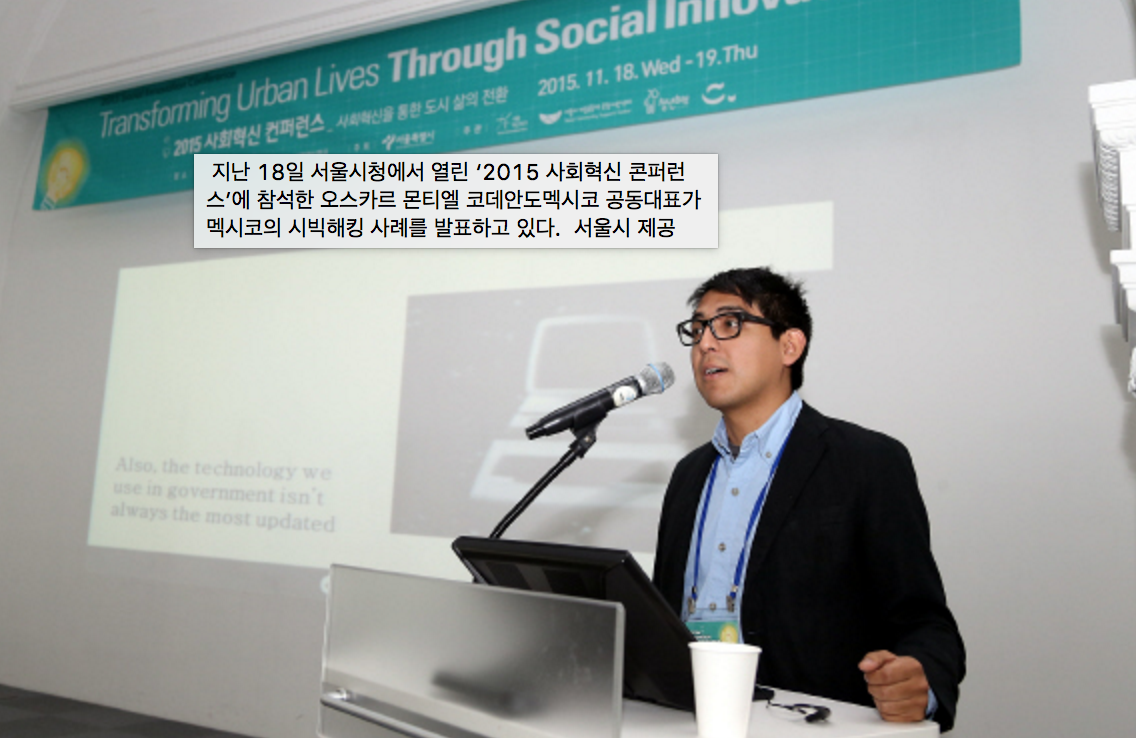 Transforming Urban Lives Through Social Innova
2015 사회혁신 컨퍼런스 사회혁신을 통한 도시 삶의 전환
2015. 11. 18. Wed -19.Thu
서울특별시
지난 18일 서울시청에서 열린 ‘2015 사회혁신 콘퍼런
스’에 참석한 오스카르 몬티엘 코데안도멕시코 공동대표가
멕시코의 시빅해킹 사례를 발표하고 있다. 서울시 제공
Also, the technology we
use in government isn't
always the most updated